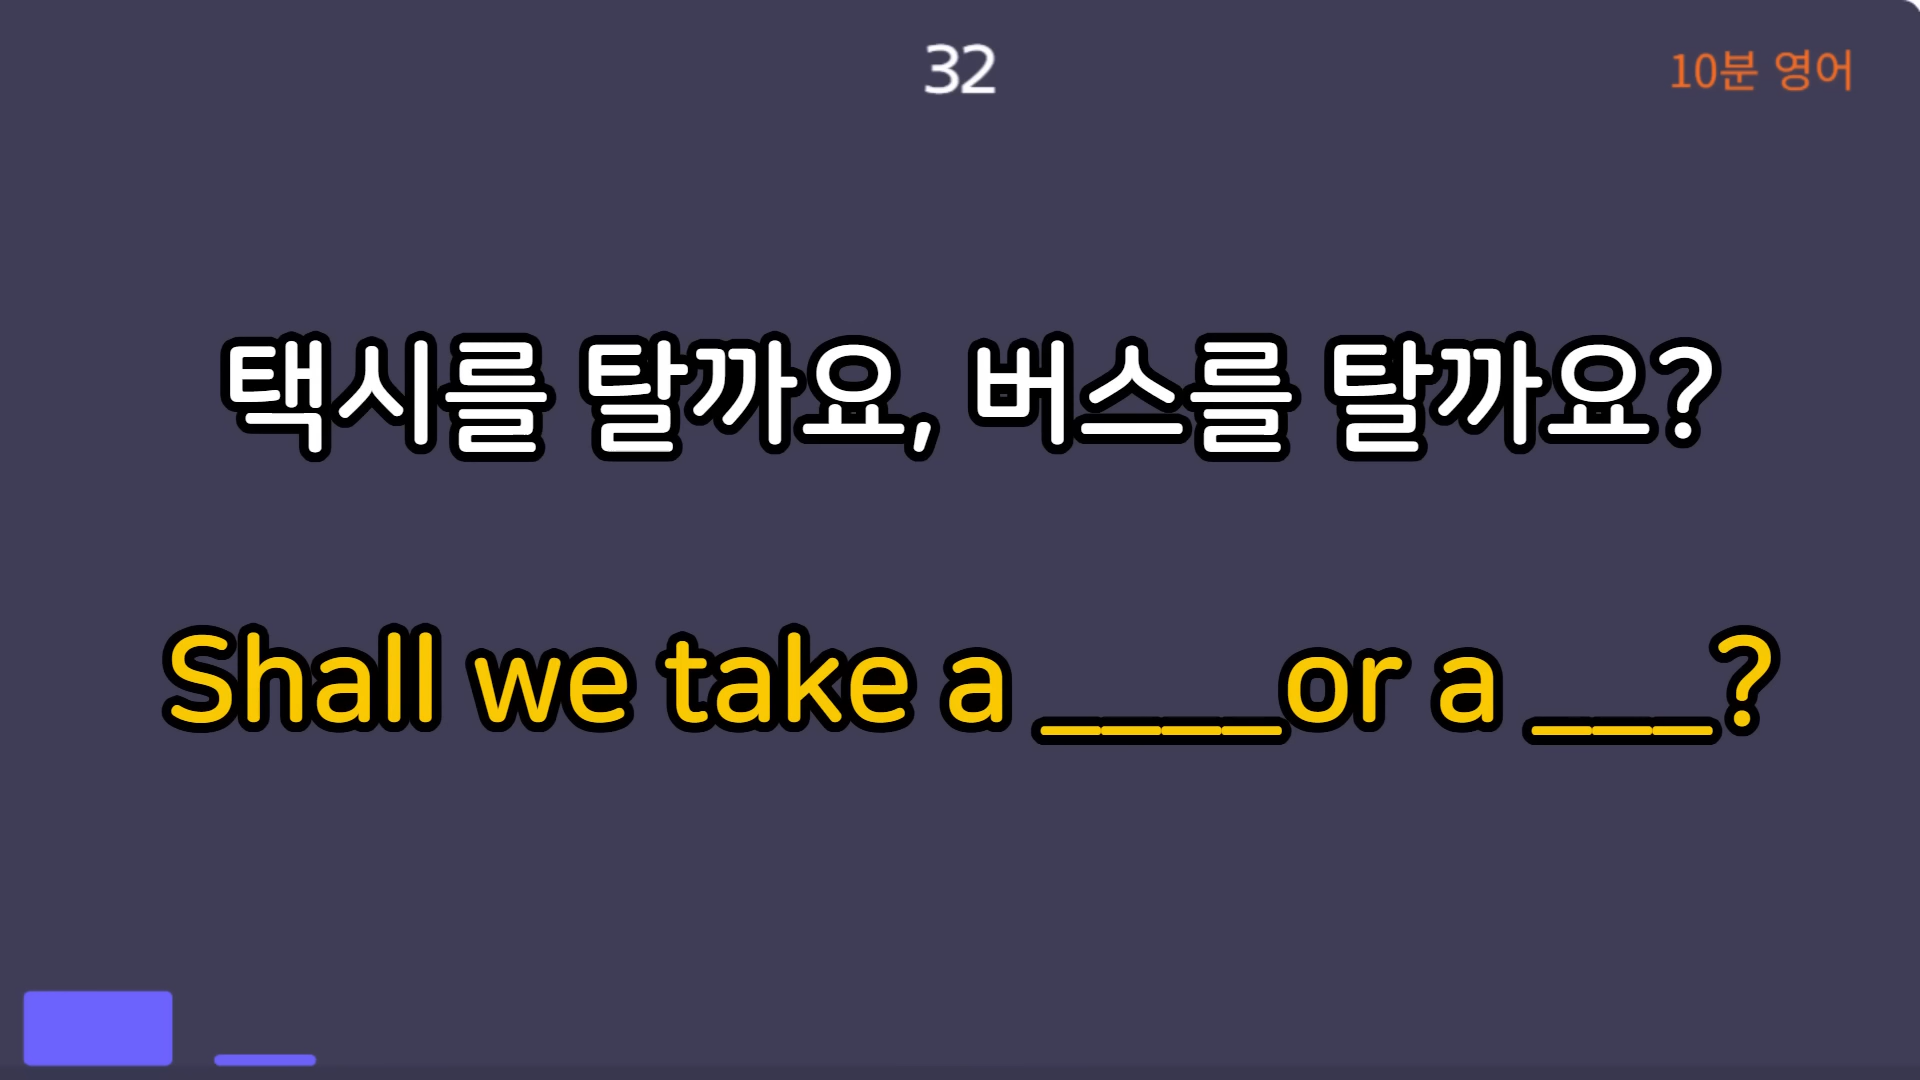 32
10분 영어
택시를 탈까요, 버스를 탈까요?
Shall we take a ____or a ___?